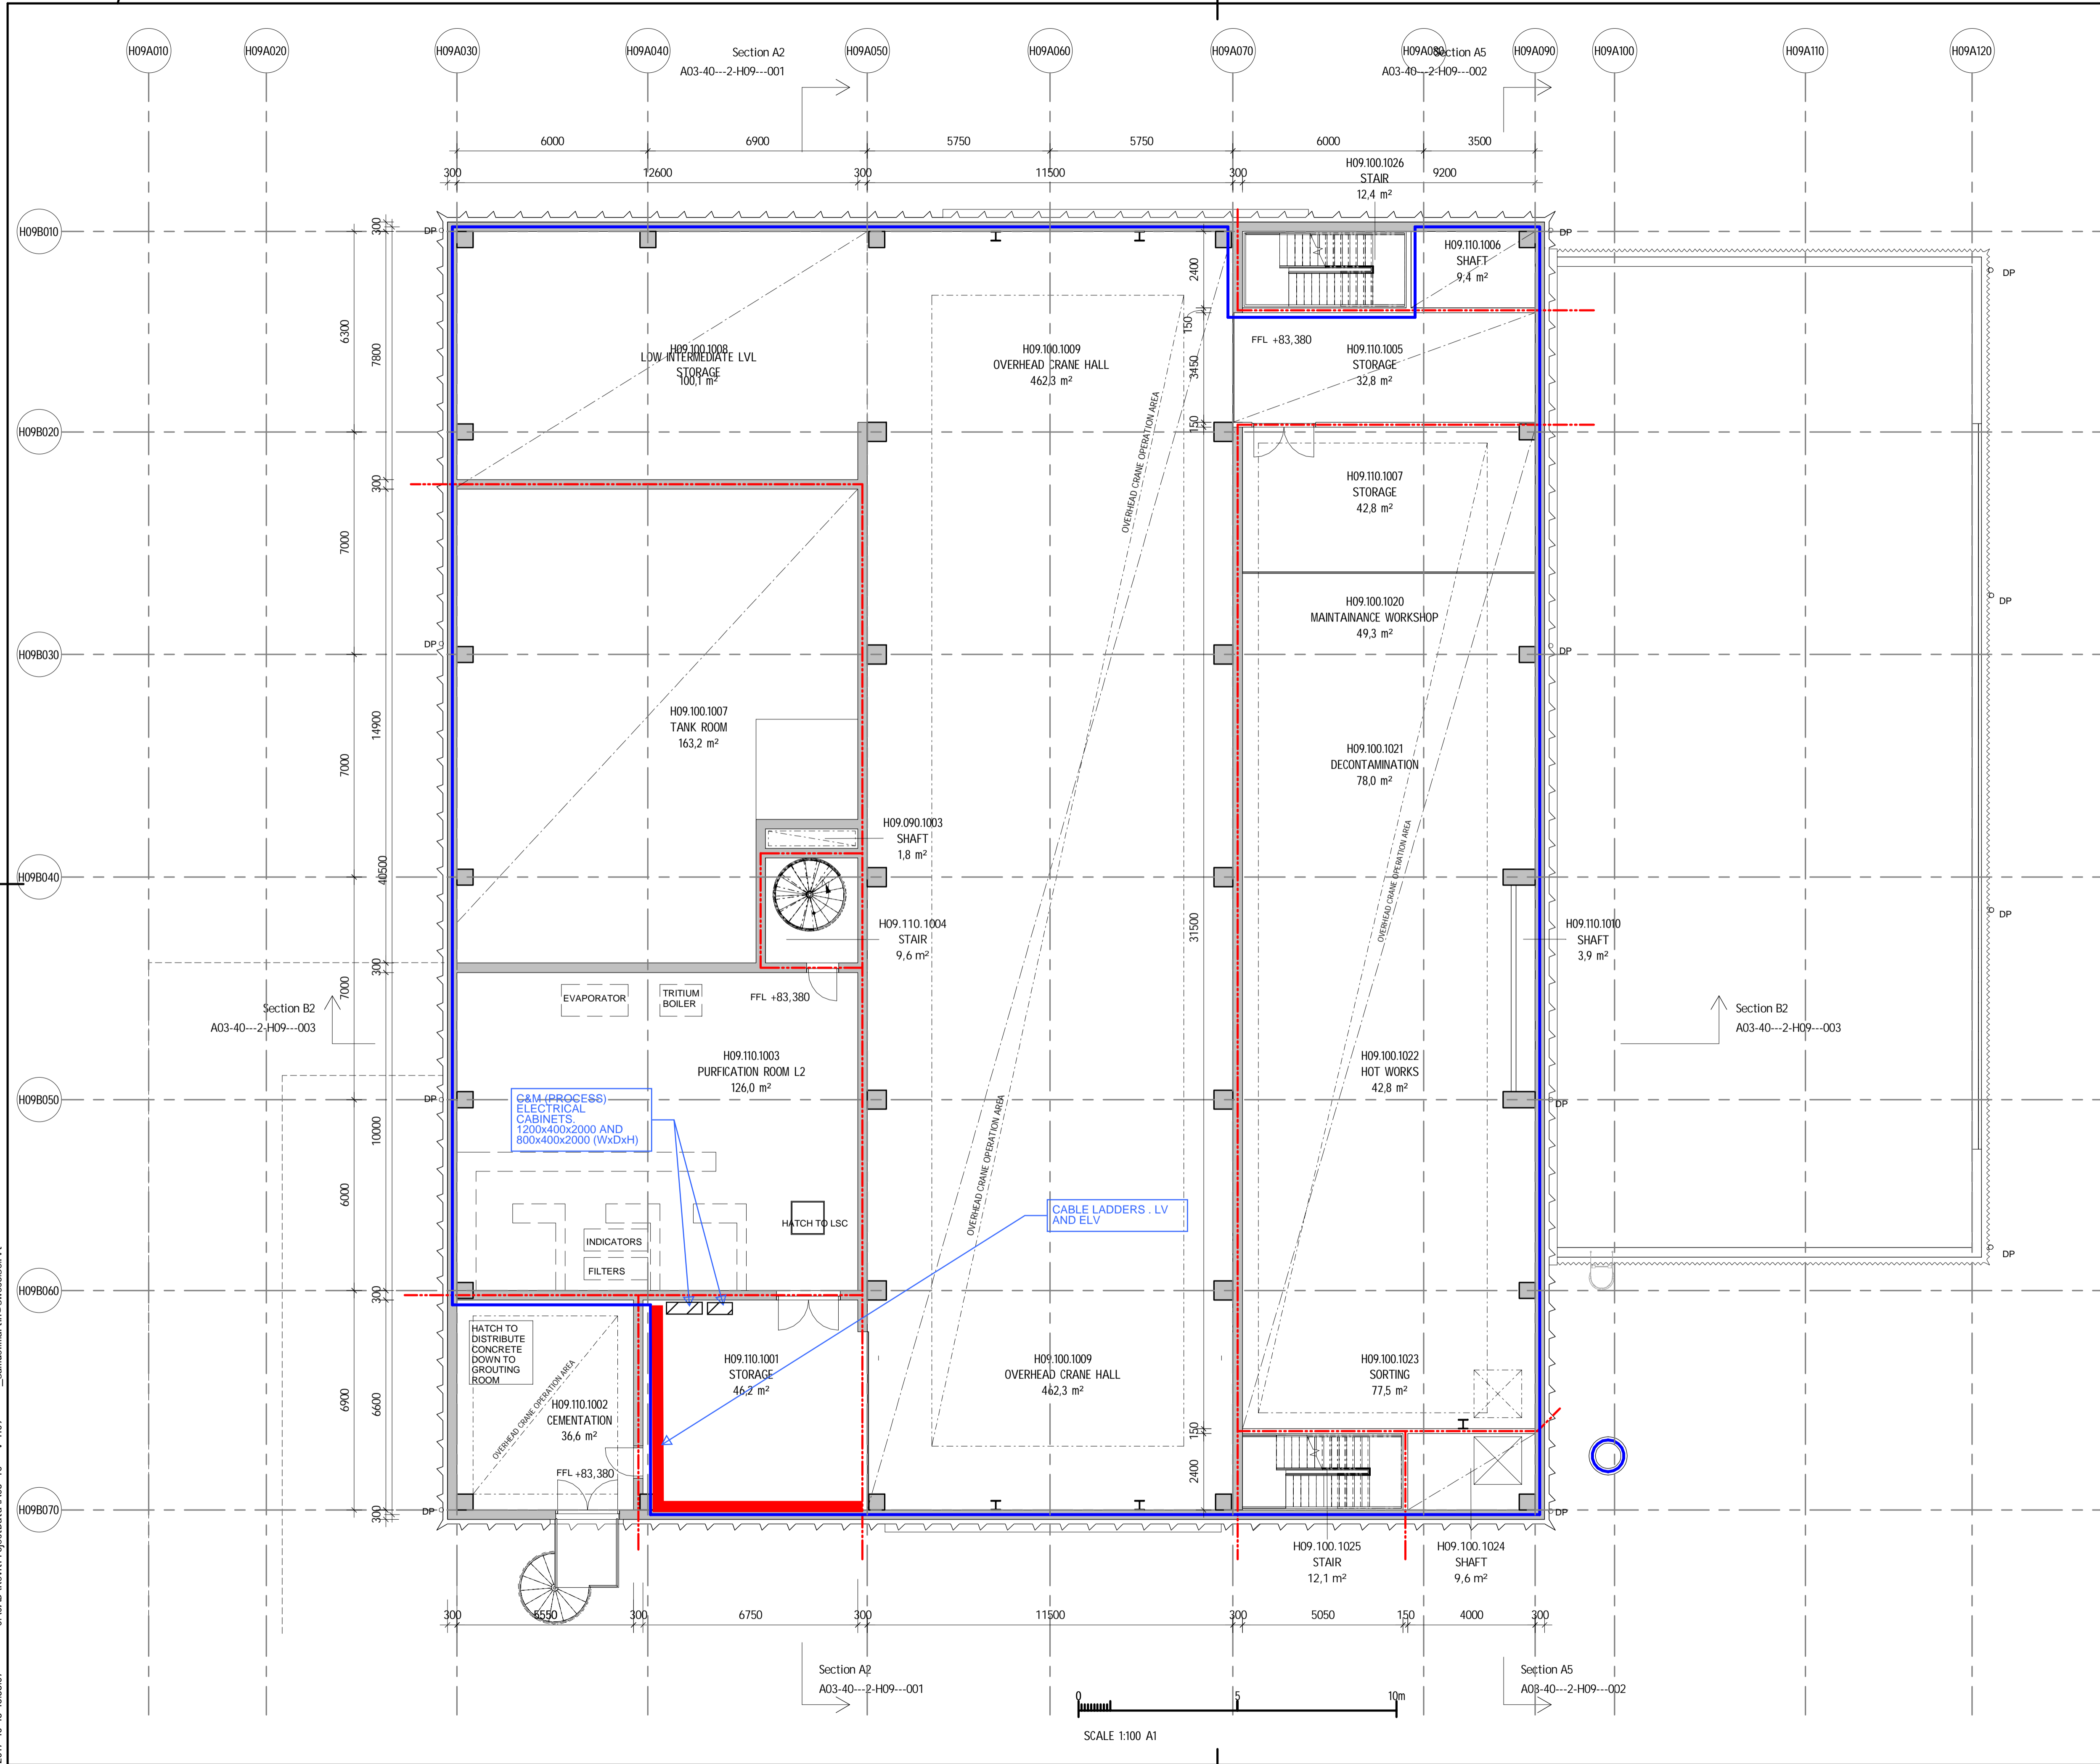 H09A010
H09A020
H09A030
H09A040
H09A050
H09A060
H09A070
H09A080
H09A090
H09A100
H09A110
H09A120
Section A2
A03-40---2-H09---001
Section A5
A03-40---2-H09---002
6000
6900
5750
5750
6000
3500
300
12600
300
11500
300
9200
H09.100.1026
STAIR
12,4 m²
H09B010
DP
DP
DP
300
2400
H09.110.1006
SHAFT
9,4 m²
6300
7800
150
FFL +83,380
H09.100.1008
LOW INTERMEDIATE LVL
STORAGE
100,1 m²
H09.100.1009
OVERHEAD CRANE HALL
462,3 m²
3450
H09.110.1005
STORAGE
32,8 m²
OVERHEAD CRANE OPERATION AREA
H09B020
150
300
7000
H09.110.1007
STORAGE
42,8 m²
H09.100.1020
MAINTAINANCE WORKSHOP
49,3 m²
DP
H09B030
DP
DP
14900
7000
H09.100.1007
TANK ROOM
163,2 m²
H09.100.1021
DECONTAMINATION
78,0 m²
H09.090.1003
SHAFT
1,8 m²
OVERHEAD CRANE OPERATION AREA
H09B040
40500
H09.110.1004
STAIR
9,6 m²
31500
H09.110.1010
SHAFT
3,9 m²
DP
300
7000
EVAPORATOR
TRITIUM
BOILER
FFL +83,380
Section B2
A03-40---2-H09---003
Section B2
A03-40---2-H09---003
H09.110.1003
PURFICATION ROOM L2
126,0 m²
H09.100.1022
HOT WORKS
42,8 m²
H09B050
DP
DP
C&M (PROCESS)
ELECTRICAL
CABINETS.
1200x400x2000 AND
800x400x2000 (WxDxH)
10000
6000
OVERHEAD CRANE OPERATION AREA
CABLE LADDERS . LV
AND ELV
HATCH TO LSC
INDICATORS
FILTERS
DP
H09B060
300
HATCH TO
DISTRIBUTE
CONCRETE
DOWN TO
GROUTING
ROOM
OVERHEAD CRANE OPERATION AREA
H09.110.1001
STORAGE
46,2 m²
H09.100.1009
OVERHEAD CRANE HALL
462,3 m²
H09.100.1023
SORTING
77,5 m²
6900
6600
H09.110.1002
CEMENTATION
36,6 m²
150
FFL +83,380
2400
H09B070
DP
300
DP
H09.100.1025
STAIR
12,1 m²
H09.100.1024
SHAFT
9,6 m²
300
5550
300
6750
300
11500
300
5050
150
4000
300
Section A2
A03-40---2-H09---001
Section A5
A03-40---2-H09---002
0
5
10m
SCALE 1:100 A1